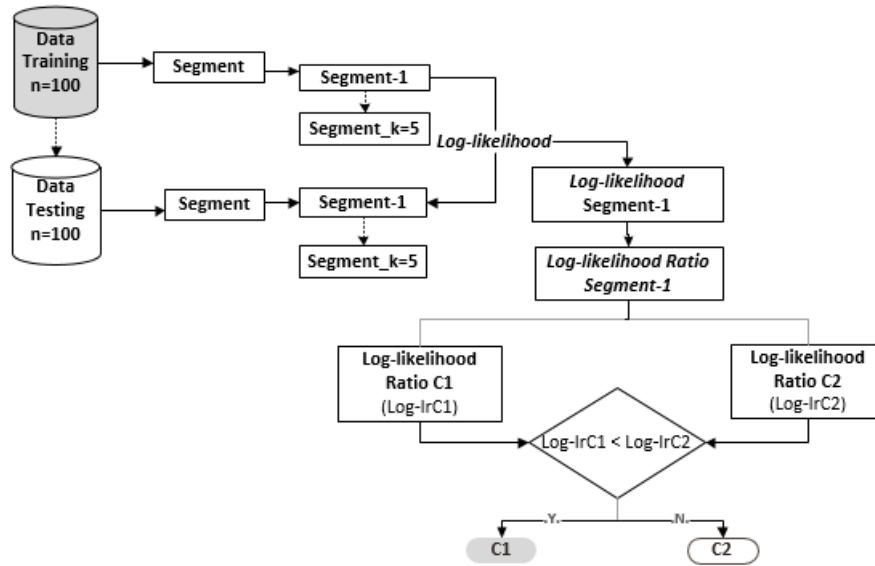 Data
Training
n=100
Segment
Segment-1
Segment_k=5
Log-likelihood
Data
Testing
n=100
Segment
Segment-1
Segment_k=5
Log-likelihood
Segment-1
Log-likelihood Ratio
Segment-1
Log-likelihood
Ratio C1
(Log-lrC1)
Log-likelihood
Ratio C2
(Log-lrC2)
Log-lrC1 < Log-lrC2
.Y.
.N.
C1
C2